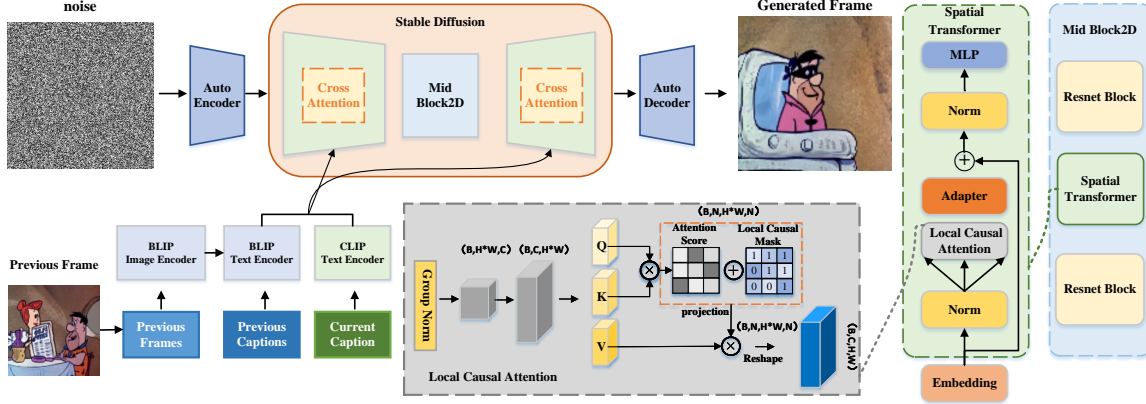 noise
Stable Diffusion
Generated Frame
Auto
Encoder
Cross
Attention
Mid
Block2D
Cross
Attention
Auto
Decoder
BLIP
Image Encoder
BLIP
Text Encoder
CLIP
Text Encoder
Previous Frame
Previous
Frames
Previous
Captions
Current
Caption
Group Norm
(B,H*W,C)
(B,C,H*W)
Q
K
V
(B,N,H*W,N)
Attention
Score
Local Causal
Mask
1 1 1
0 1 1
0 0 1
projection
(B,N,H*W,N)
Reshape
(B,C,H,W)
Local Causal Attention
Spatial
Transformer
MLP
Norm
Adapter
Local Causal
Attention
Norm
Embedding
Mid Block2D
Resnet Block
Spatial
Transformer
Resnet Block